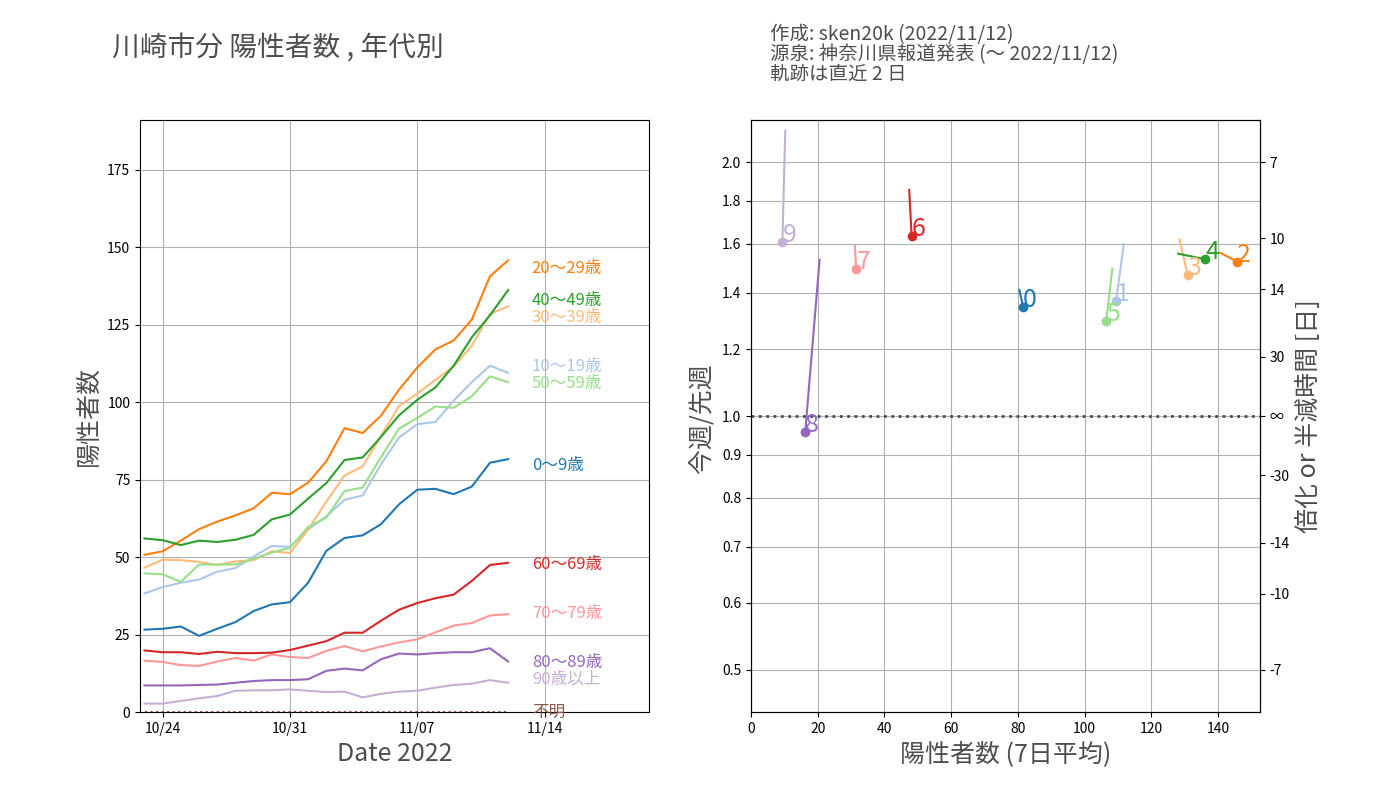 川崎市分 陽性者数 , 年代別
作成: sken20k (2022/11/12)
源泉: 神奈川県報道発表 (〜 2022/11/12)
軌跡は直近 2 日
陽性者数
175
150
125
100
75
50
25
0
10/24
10/31
11/07
11/14
Date 2022
20〜29歳
40〜49歳
30〜39歳
10〜19歳
50〜59歳
0〜9歳
60〜69歳
70〜79歳
80〜89歳
90歳以上
不明
今週/先週
2.0
1.8
1.6
1.4
1.2
1.0
0.9
0.8
0.7
0.6
0.5
9
8
7
6
0
5
1
3
4
2
0
20
40
60
80
100
120
140
陽性者数 (7日平均)
7
10
14
30
∞
-30
-14
-10
-7
倍化 or 半減時間 [日]